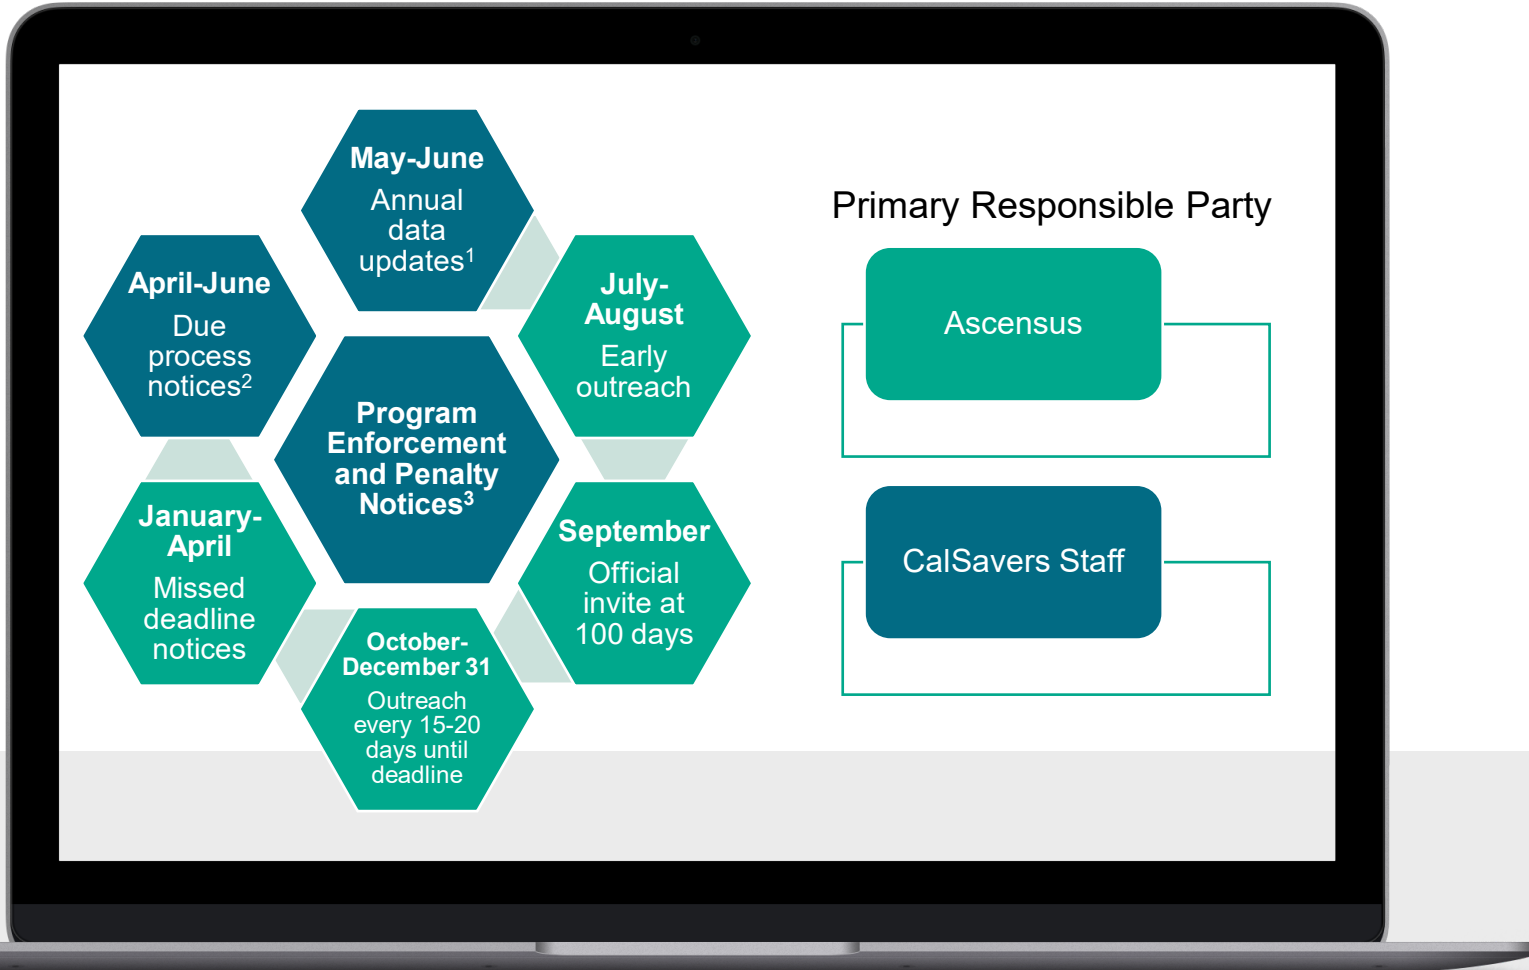 May-June
Annual
data
updates¹
April-June
Due
process
notices²
July-
August
Early
outreach
Program
Enforcement
and Penalty
Notices³
January-
April
Missed
deadline
notices
September
Official
invite at
100 days
October-
December 31
Outreach
every 15-20
days until
deadline
Primary Responsible Party
Ascensus
CalSavers Staff